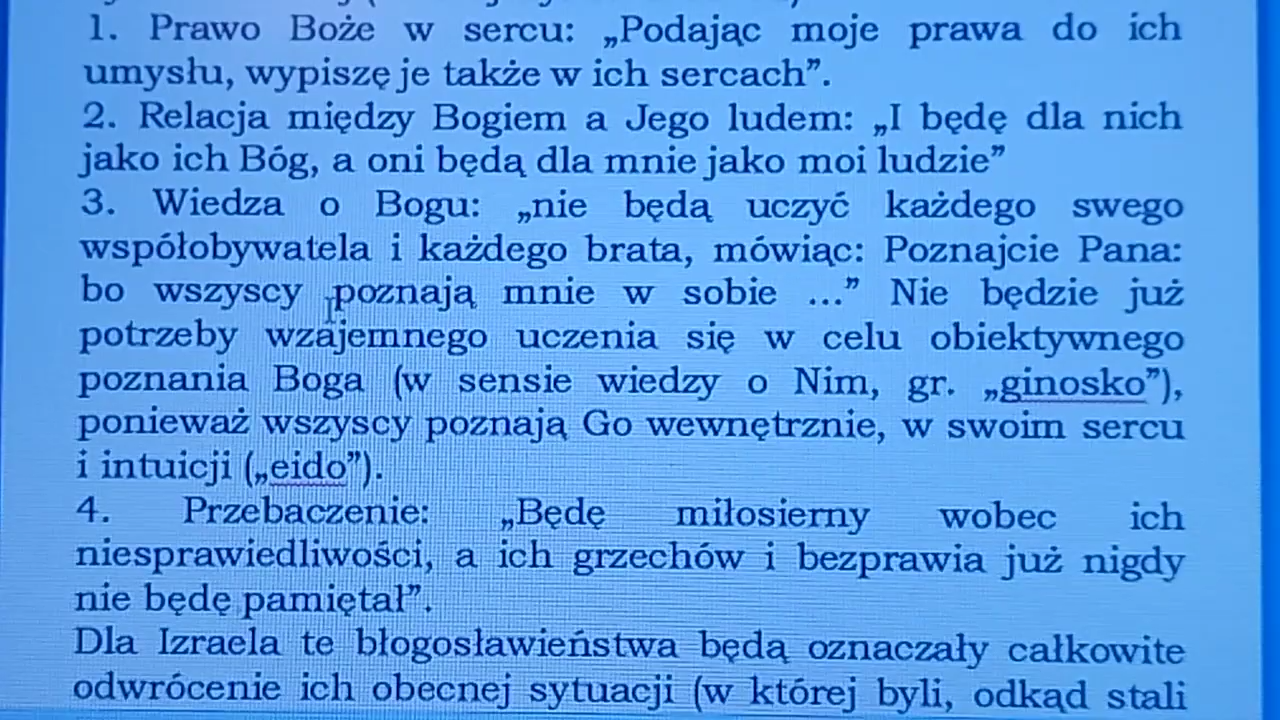 1. Prawo Boże w sercu: „Podając moje prawa do ich
umysłu, wypiszę je także w ich sercach”.
2. Relacja między Bogiem a Jego ludem: „I będę dla nich
jako ich Bóg, a oni będą dla mnie jako moi ludzie”
3. Wiedza o Bogu: „nie będą uczyć każdego swego
współobywatela i każdego brata, mówiąc: Poznajcie Pana:
bo wszyscy poznają mnie w sobie ...” Nie będzie już
potrzeby wzajemnego uczenia się w celu obiektywnego
poznania Boga (w sensie wiedzy o Nim, gr. „ginosko”),
ponieważ wszyscy poznają Go wewnętrznie, w swoim sercu
i intuicji („eido”).
4. Przebaczenie: „Będę miłosierny wobec ich
niesprawiedliwości, a ich grzechów i bezprawia już nigdy
nie będę pamiętał”.
Dla Izraela te błogosławieństwa będą oznaczały całkowite
odwrócenie ich obecnej sytuacji (w której byli, odkąd stali